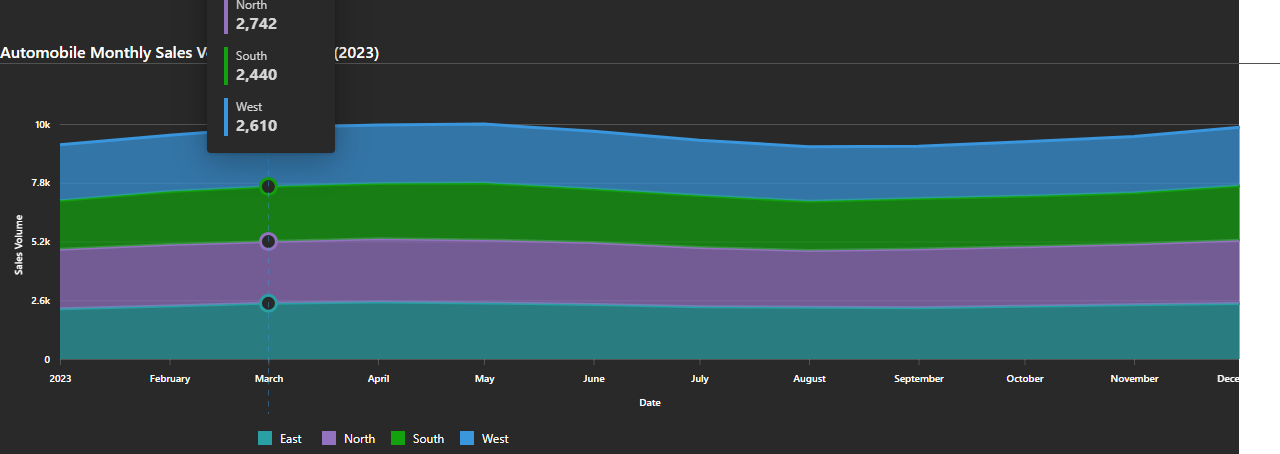 North
2,742
South
2,440
West
2,610
Automobile Monthly Sales V (2023)
10k
7.8k
5.2k
2.6k
0
Sales Volume
2023 February March April May June July August September October November Dece
Date
East North South West